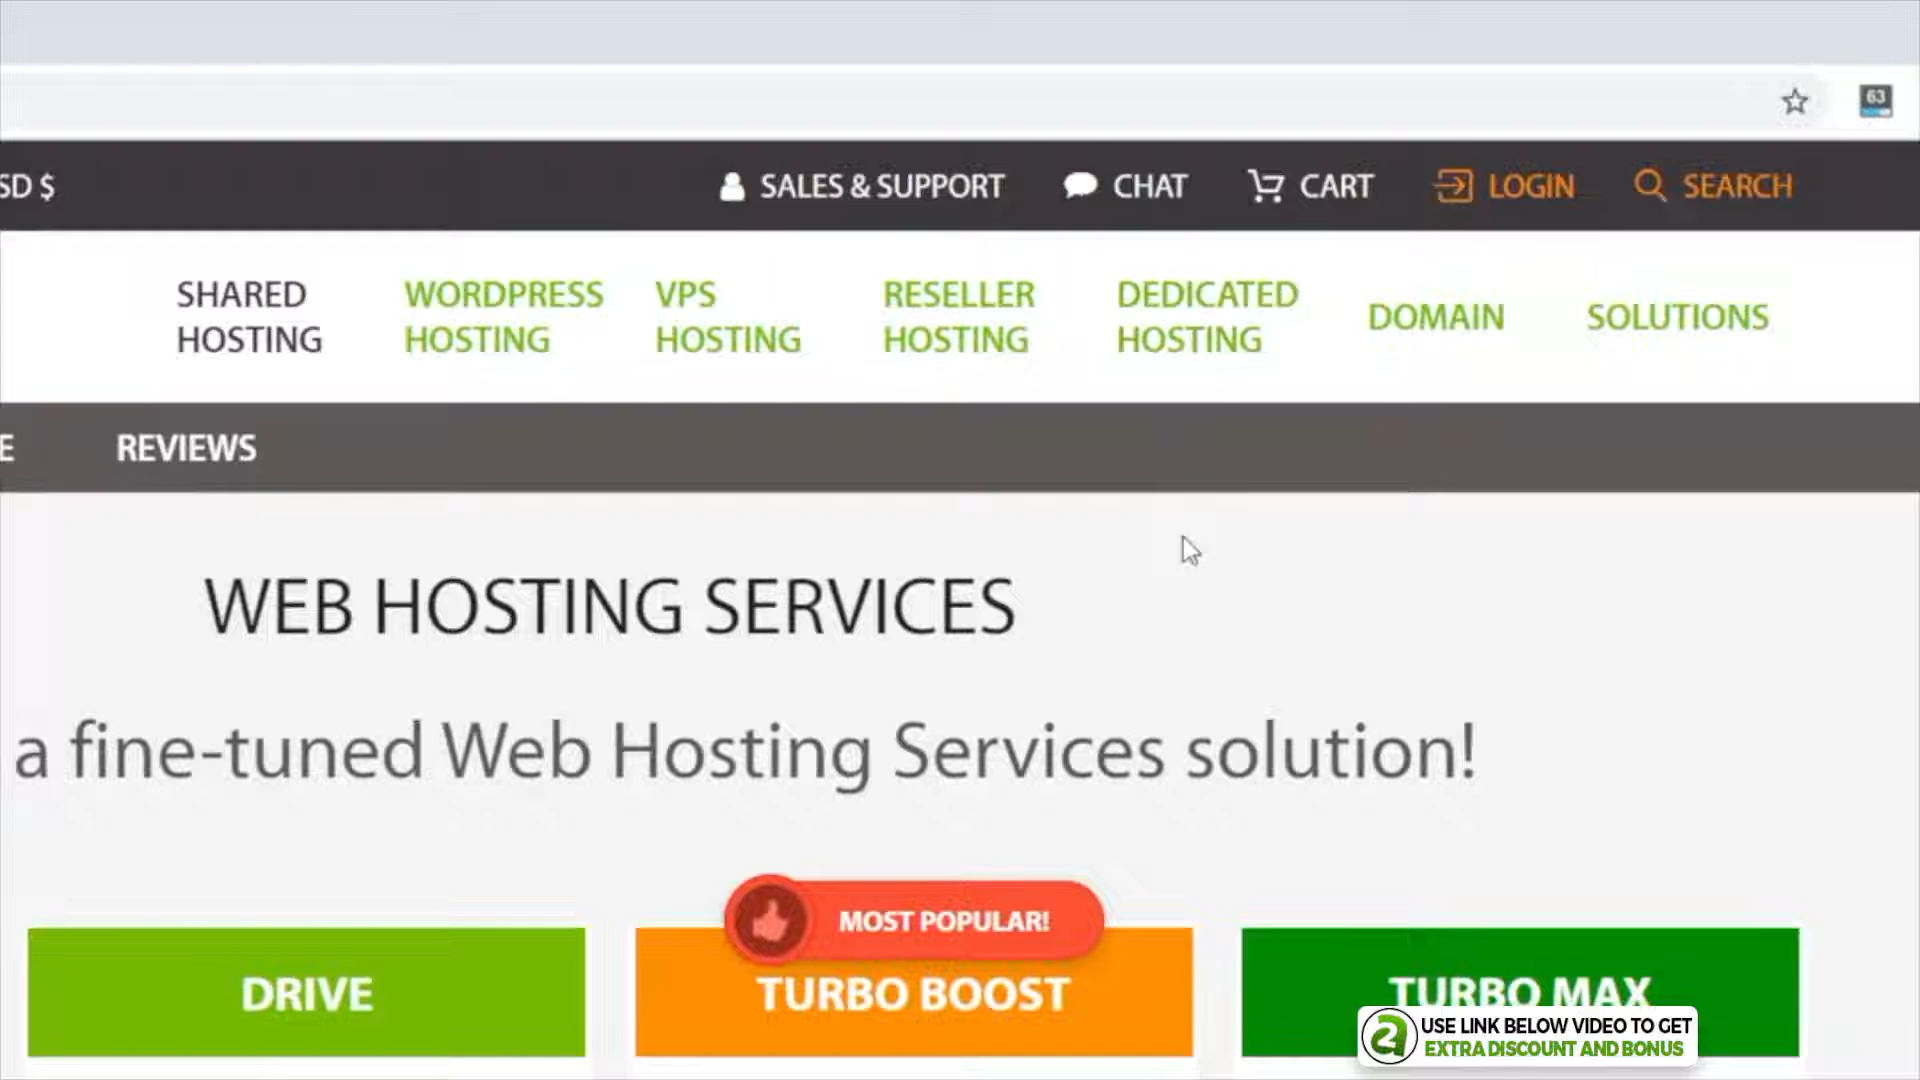 63
SD $
SALES & SUPPORT
CHAT
CART
LOGIN
SEARCH
SHARED
HOSTING
WORDPRESS
HOSTING
VPS
HOSTING
RESELLER
HOSTING
DEDICATED
HOSTING
DOMAIN
SOLUTIONS
E
REVIEWS
WEB HOSTING SERVICES
a fine-tuned Web Hosting Services solution!
DRIVE
MOST POPULAR!
TURBO BOOST
TURBO MAX
2
USE LINK BELOW VIDEO TO GET
EXTRA DISCOUNT AND BONUS